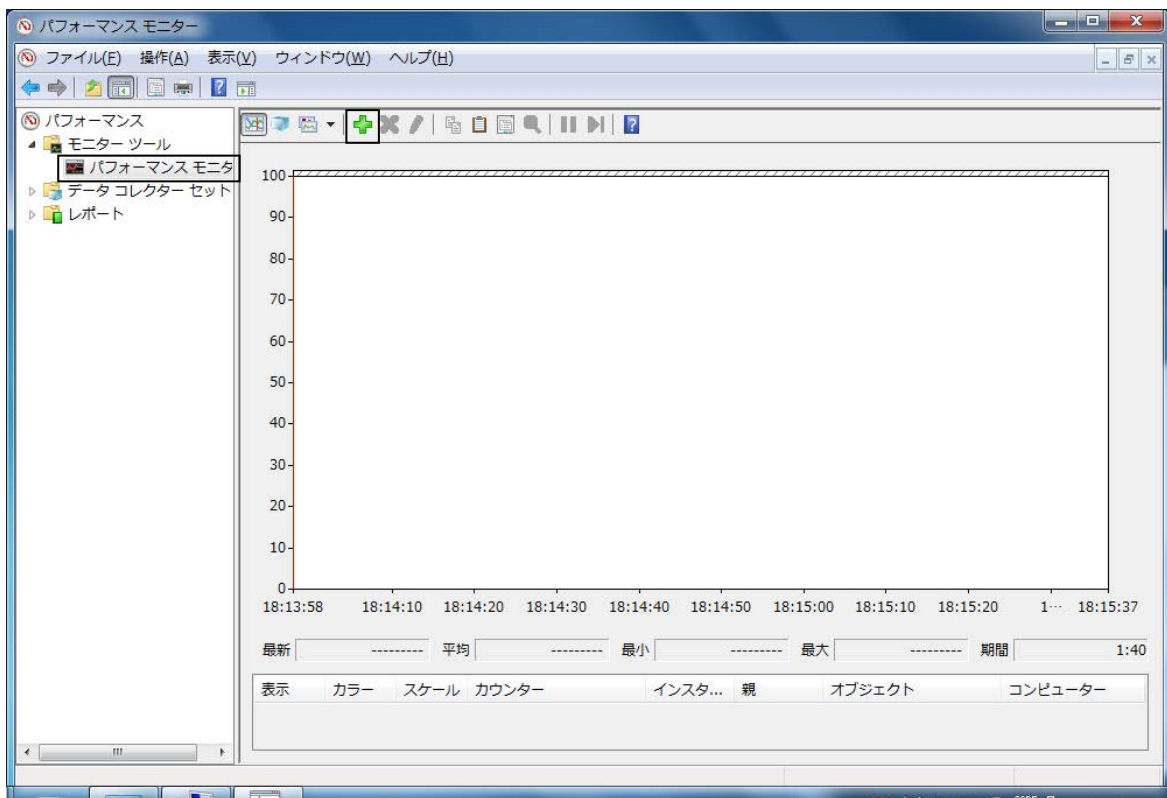 パフォーマンス モニター
ファイル(F) 操作(A) 表示(V) ウィンドウ(W) ヘルプ(H)
パフォーマンス
モニター ツール
パフォーマンス モニタ
データ コレクター セット
レポート
100
90
80
70
60
50
40
30
20
10
0
18:13:58 18:14:10 18:14:20 18:14:30 18:14:40 18:14:50 18:15:00 18:15:10 18:15:20 1… 18:15:37
最新 --------- 平均 --------- 最小 --------- 最大 --------- 期間 1:40
表示 カラー スケール カウンター インスタ... 親 オブジェクト コンピューター